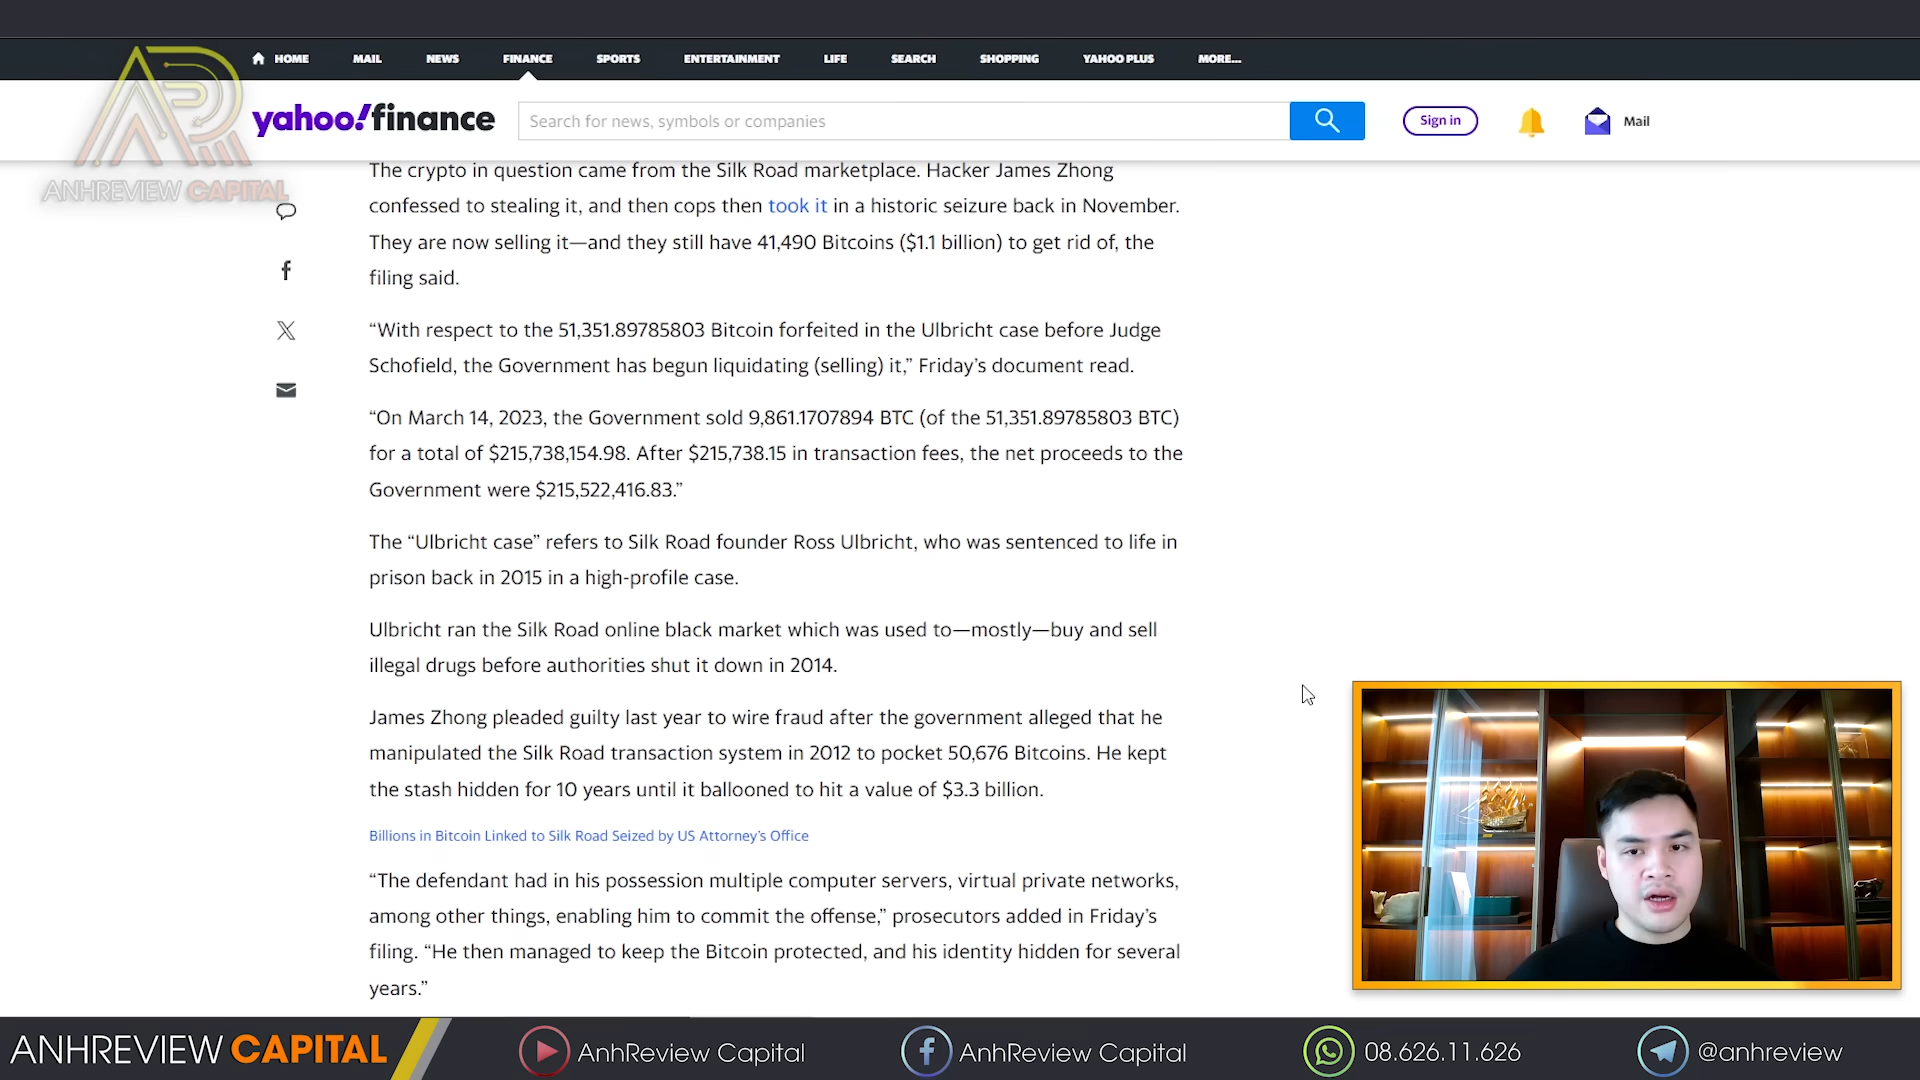 HOME MAIL NEWS FINANCE SPORTS ENTERTAINMENT LIFE SEARCH SHOPPING YAHOO PLUS MORE...
yahoo!finance
Search for news, symbols or companies
Sign in
Mail
ANHREVIEW CAPITAL
The crypto in question came from the Silk Road marketplace. Hacker James Zhong
confessed to stealing it, and then cops then took it in a historic seizure back in November.
They are now selling it—and they still have 41,490 Bitcoins ($1.1 billion) to get rid of, the
filing said.
“With respect to the 51,351.89785803 Bitcoin forfeited in the Ulbricht case before Judge
Schofield, the Government has begun liquidating (selling) it,” Friday’s document read.
“On March 14, 2023, the Government sold 9,861.1707894 BTC (of the 51,351.89785803 BTC)
for a total of $215,738,154.98. After $215,738.15 in transaction fees, the net proceeds to the
Government were $215,522,416.83.”
The “Ulbricht case” refers to Silk Road founder Ross Ulbricht, who was sentenced to life in
prison back in 2015 in a high-profile case.
Ulbricht ran the Silk Road online black market which was used to—mostly—buy and sell
illegal drugs before authorities shut it down in 2014.
James Zhong pleaded guilty last year to wire fraud after the government alleged that he
manipulated the Silk Road transaction system in 2012 to pocket 50,676 Bitcoins. He kept
the stash hidden for 10 years until it ballooned to hit a value of $3.3 billion.
Billions in Bitcoin Linked to Silk Road Seized by US Attorney’s Office
“The defendant had in his possession multiple computer servers, virtual private networks,
among other things, enabling him to commit the offense,” prosecutors added in Friday’s
filing. “He then managed to keep the Bitcoin protected, and his identity hidden for several
years.”
ANHREVIEW CAPITAL
AnhReview Capital
AnhReview Capital
08.626.11.626
@anhreview